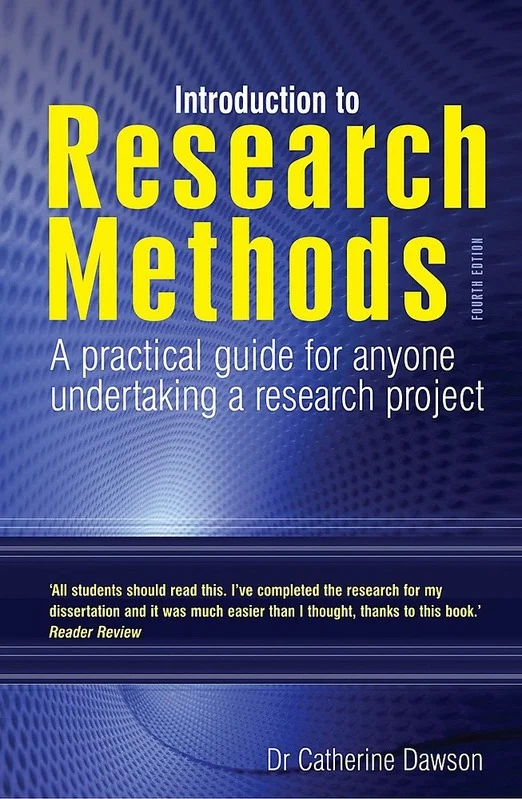 Introduction to
Research
Methods
FOURTH EDTION
A practical guide for anyone
undertaking a research project
‘All students should read this. I’ve completed the research for my
dissertation and it was much easier than I thought, thanks to this book.’
Reader Review
Dr Catherine Dawson